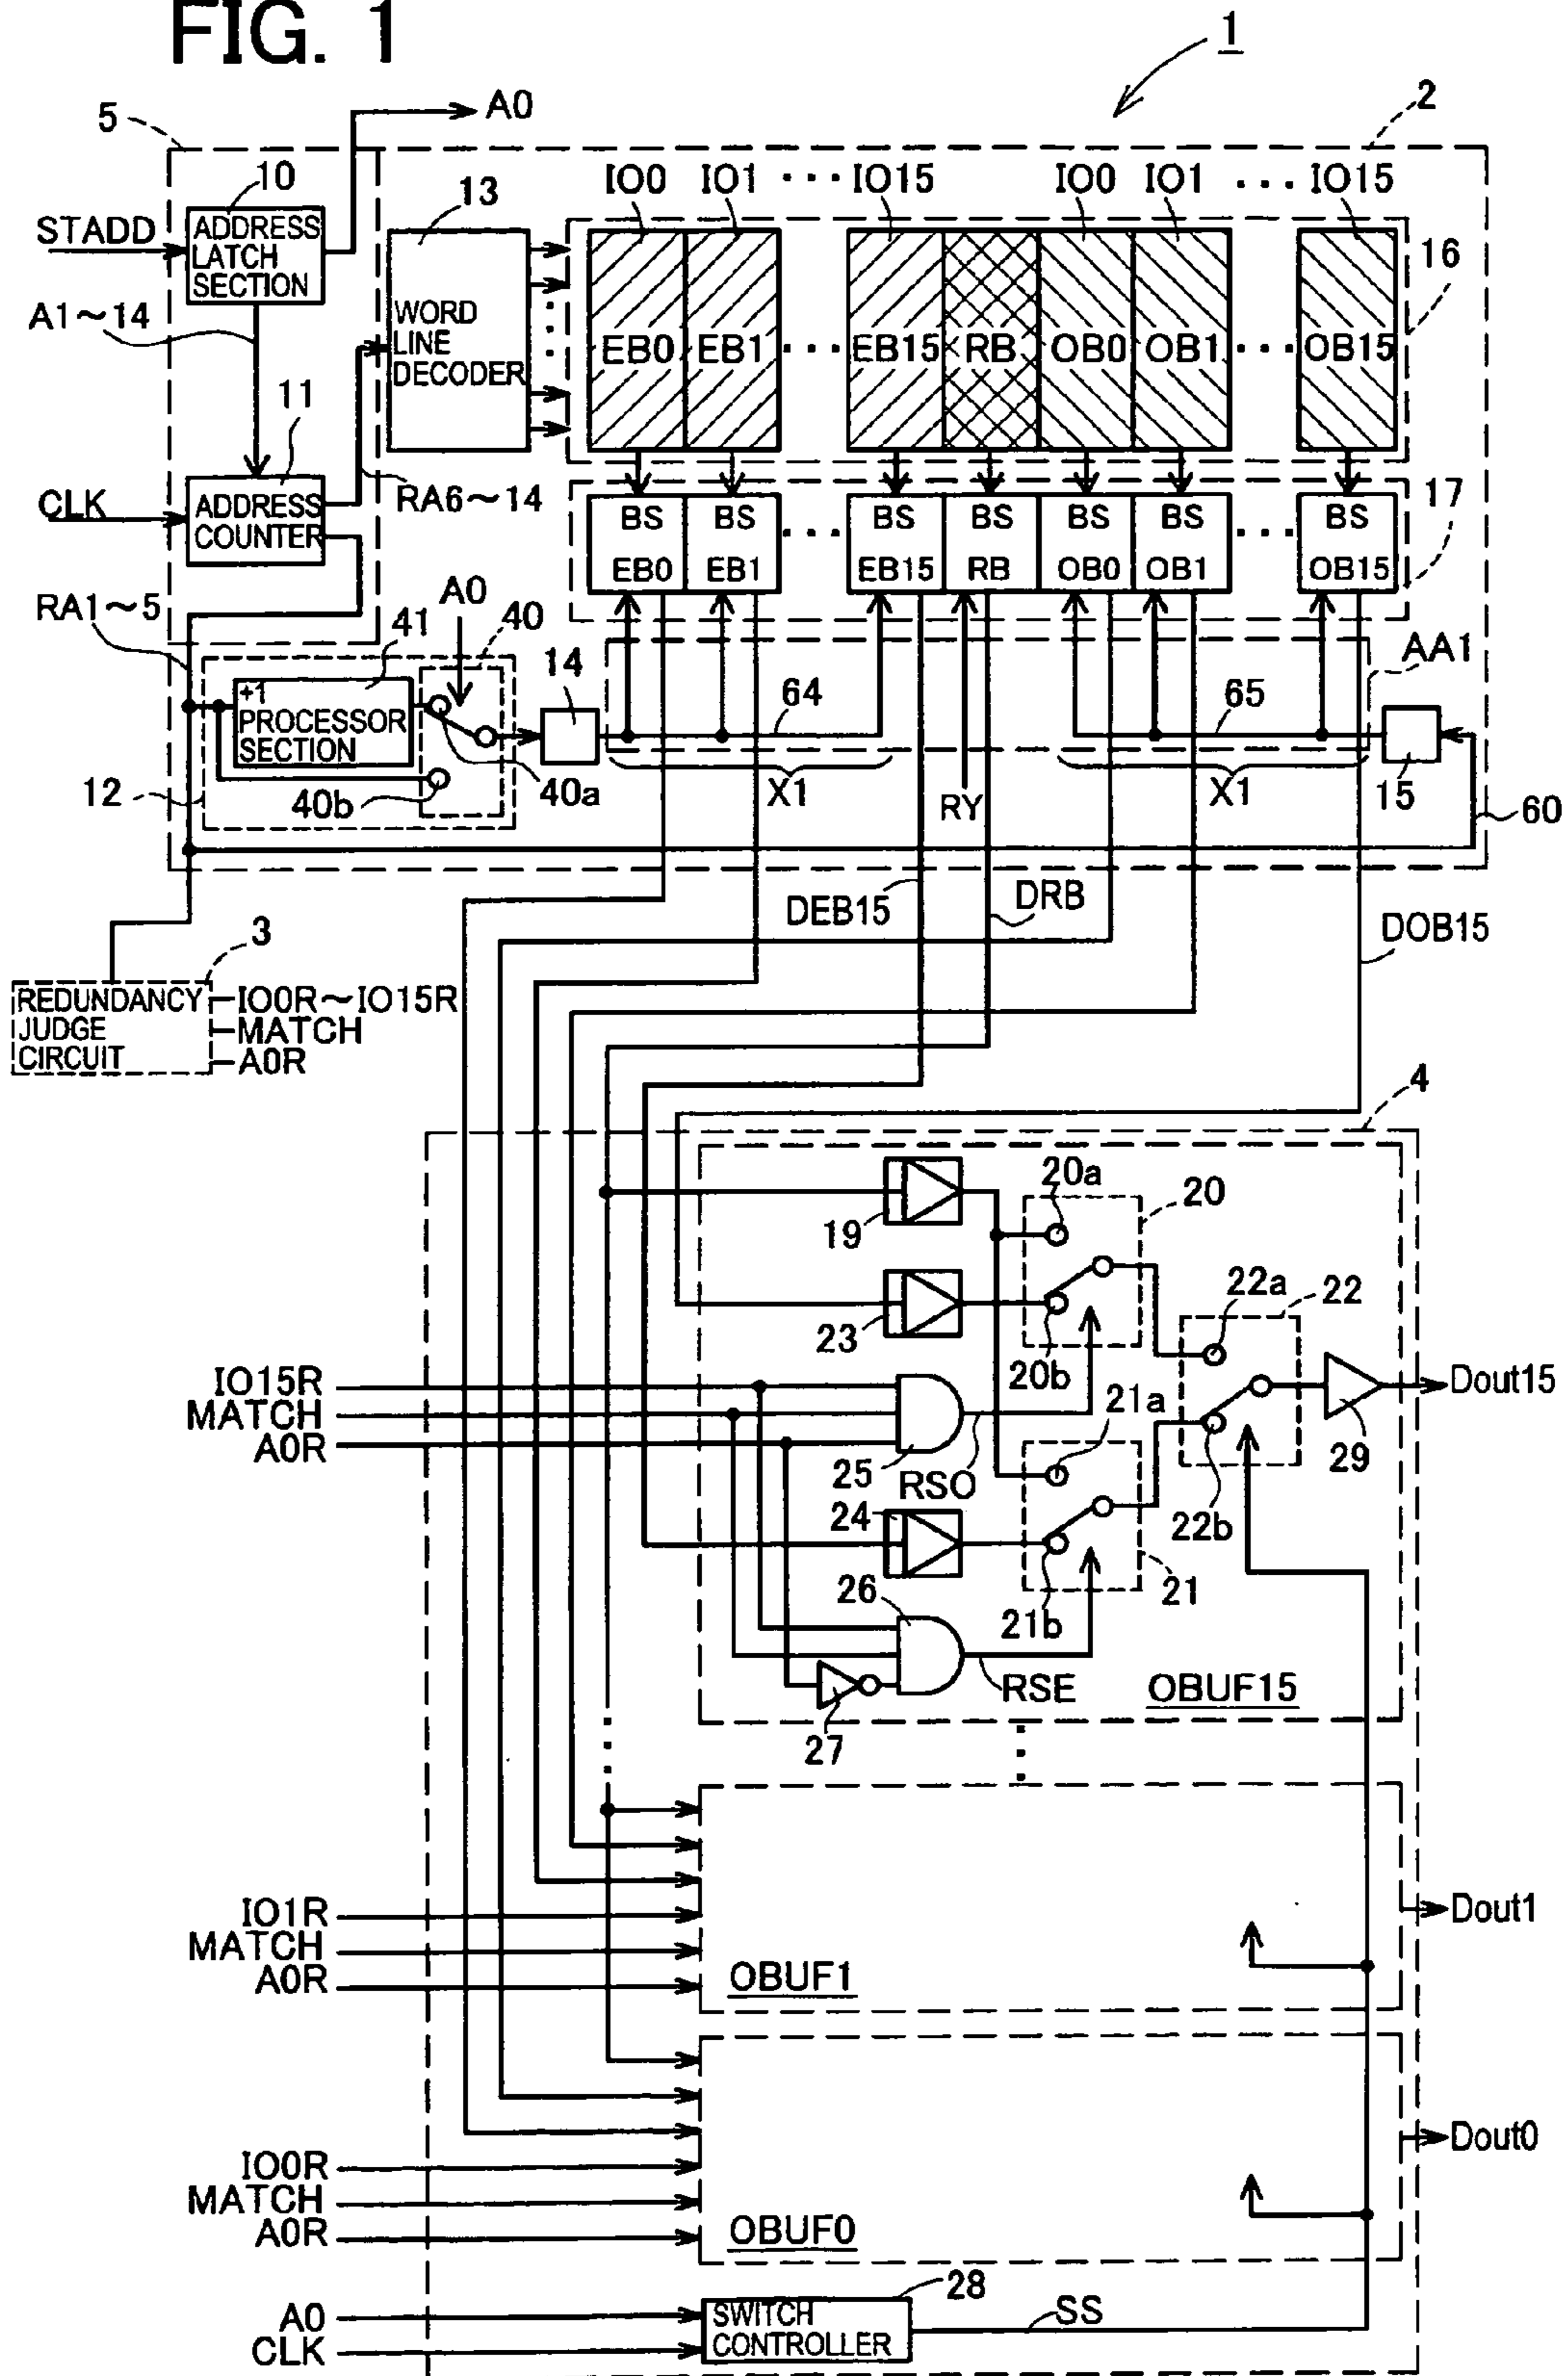 FIG. 1
1
5
A0
2
10
13
IO0 IO1 ··· IO15 IO0 IO1 ... IO15
STADD
ADDRESS
LATCH
SECTION
16
A1~14
WORD
LINE
DECODER
EB0 EB1 ··· EB15 RB OB0 OB1 ··· OB15
11
CLK
ADDRESS
COUNTER
RA6~14
17
BS BS BS BS BS BS BS
EB0 EB1 ... EB15 RB OB0 OB1 ... OB15
RA1~5
A0
41
40
14
AA1
+1
PROCESSOR
SECTION
64
65
12
40b
40a
X1
RY
X1
15
60
DEB15
DRB
DOB15
3
REDUNDANCY
JUDGE
CIRCUIT
IO0R~IO15R
MATCH
A0R
4
20a
20
19
22a
22
23
20b
IO15R
MATCH
A0R
21a
Dout15
25
RSO
29
24
22b
26
21b
21
RSE
OBUF15
27
IO1R
MATCH
A0R
OBUF1
Dout1
IO0R
MATCH
A0R
OBUF0
Dout0
28
A0
CLK
SWITCH
CONTROLLER
SS